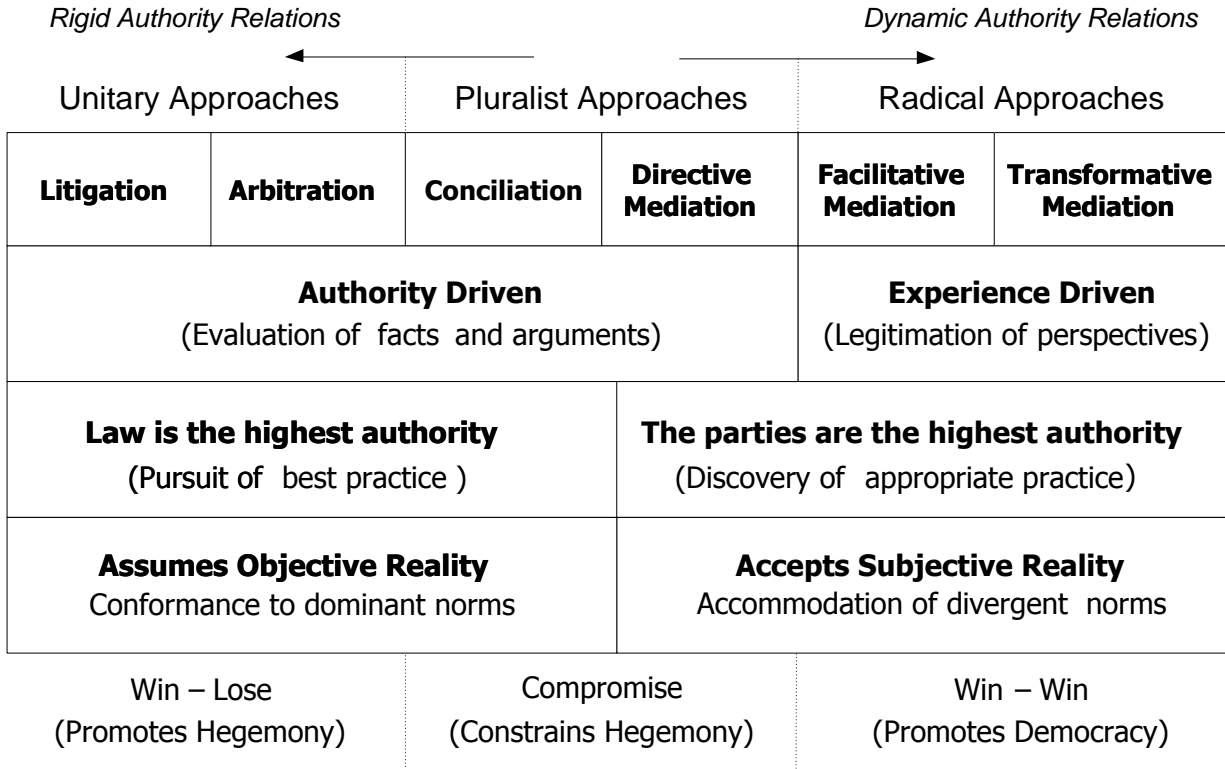 Rigid Authority Relations
Dynamic Authority Relations
Unitary Approaches
Pluralist Approaches
Radical Approaches
Litigation
Arbitration
Conciliation
Directive
Mediation
Facilitative
Mediation
Transformative
Mediation
Authority Driven
(Evaluation of facts and arguments)
Experience Driven
(Legitimation of perspectives)
Law is the highest authority
(Pursuit of best practice )
The parties are the highest authority
(Discovery of appropriate practice)
Assumes Objective Reality
Conformance to dominant norms
Accepts Subjective Reality
Accommodation of divergent norms
Win – Lose
(Promotes Hegemony)
Compromise
(Constrains Hegemony)
Win – Win
(Promotes Democracy)